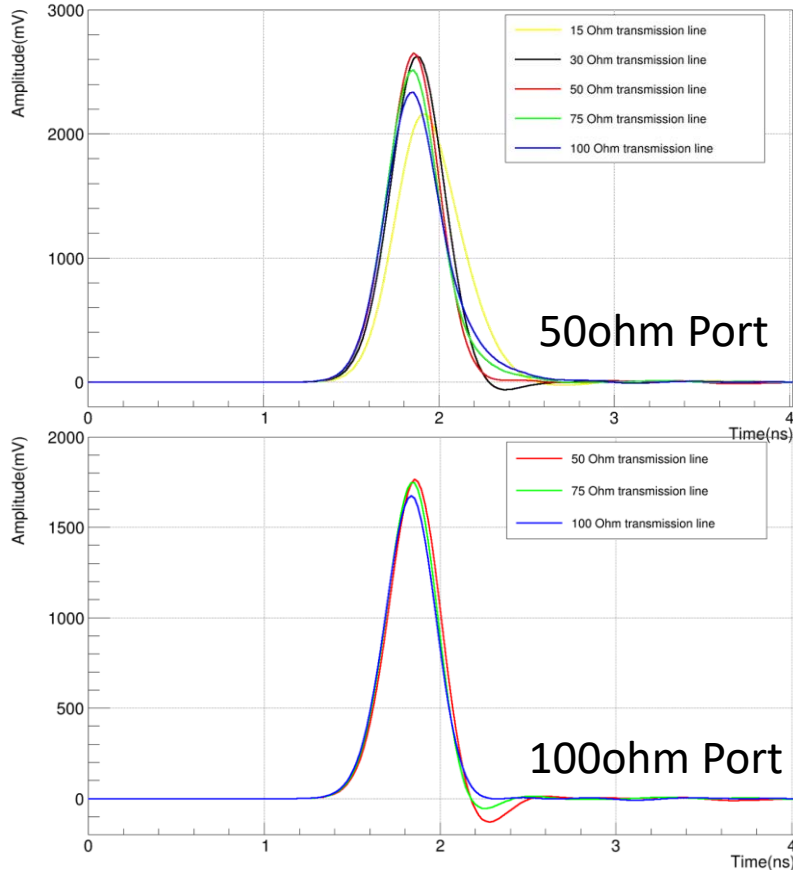 Amplitude(mV)
3000
2000
1000
0
15 Ohm transmission line
30 Ohm transmission line
50 Ohm transmission line
75 Ohm transmission line
100 Ohm transmission line
50ohm Port
0
1
2
3
4
Time(ns)
Amplitude(mV)
2000
1500
1000
500
0
50 Ohm transmission line
75 Ohm transmission line
100 Ohm transmission line
100ohm Port
0
1
2
3
4
Time(ns)